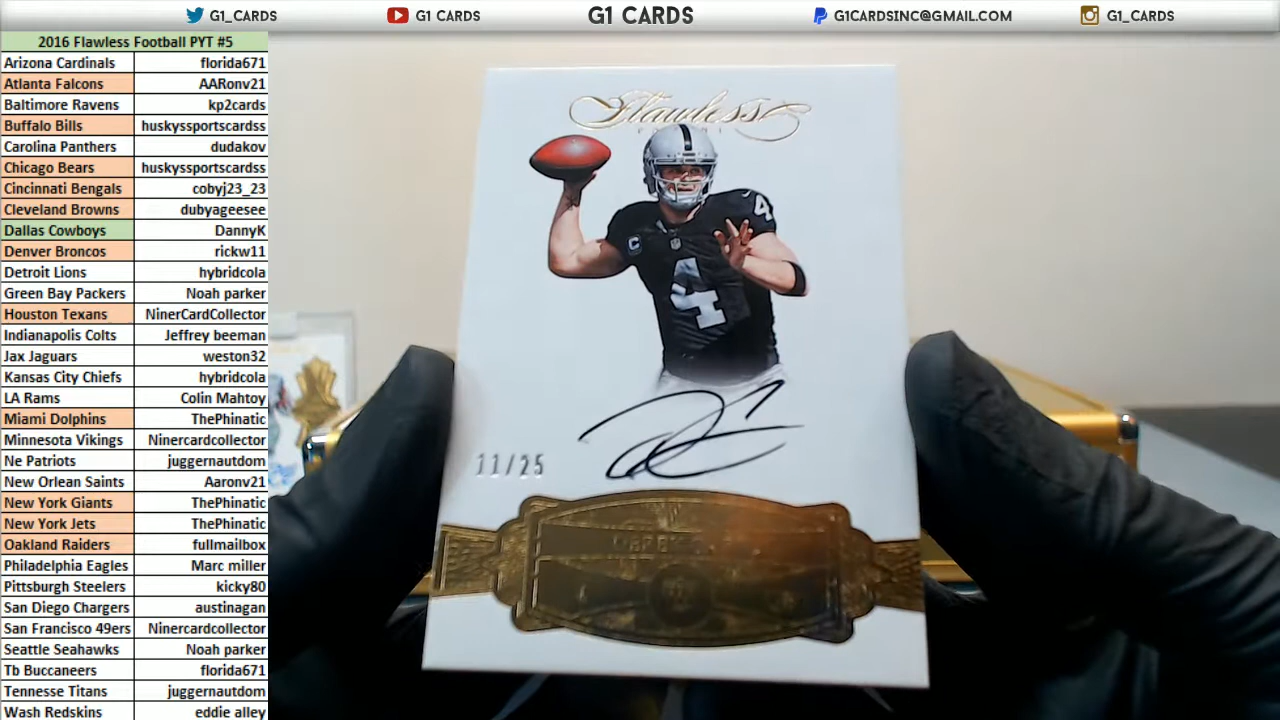 G1_CARDS G1 CARDS G1 CARDS G1CARDSINC@GMAIL.COM G1_CARDS
2016 Flawless Football PYT #5
Arizona Cardinals florida671
Atlanta Falcons AARonv21
Baltimore Ravens kp2cards
Buffalo Bills huskyssportscardss
Carolina Panthers dudakov
Chicago Bears huskyssportscardss
Cincinnati Bengals cobyj23_23
Cleveland Browns dubyageesee
Dallas Cowboys DannyK
Denver Broncos rickw11
Detroit Lions hybridcola
Green Bay Packers Noah parker
Houston Texans NinerCardCollector
Indianapolis Colts Jeffrey beeman
Jax Jaguars weston32
Kansas City Chiefs hybridcola
LA Rams Colin Mahtoy
Miami Dolphins ThePhinatic
Minnesota Vikings Ninercardcollector
Ne Patriots juggernautdom
New Orlean Saints Aaronv21
New York Giants ThePhinatic
New York Jets ThePhinatic
Oakland Raiders fullmailbox
Philadelphia Eagles Marc miller
Pittsburgh Steelers kicky80
San Diego Chargers austinagan
San Francisco 49ers Ninercardcollector
Seattle Seahawks Noah parker
Tb Buccaneers florida671
Tennesse Titans juggernautdom
Wash Redskins eddie alley
Flawless
4
C
4
11/25